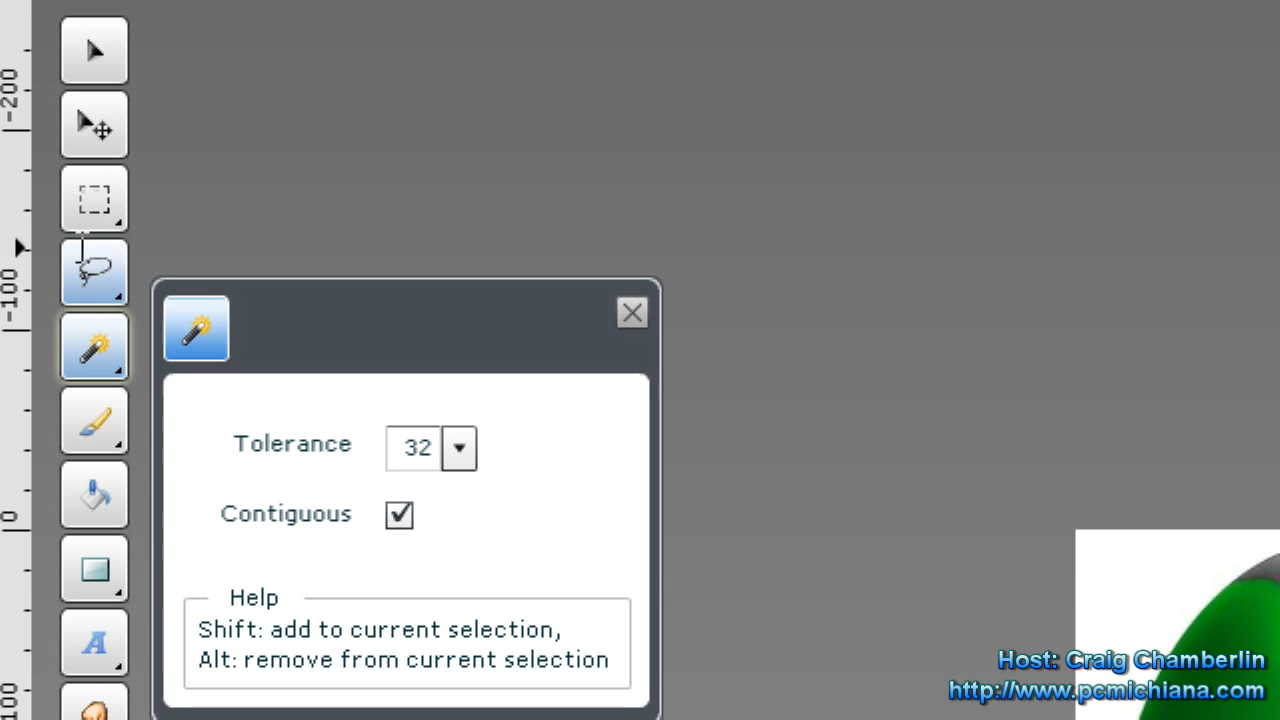 -200
-100
0
100
Tolerance 32
Contiguous
Help
Shift: add to current selection,
Alt: remove from current selection
A
Host: Craig Chamberlin
http://www.pcmichiana.com